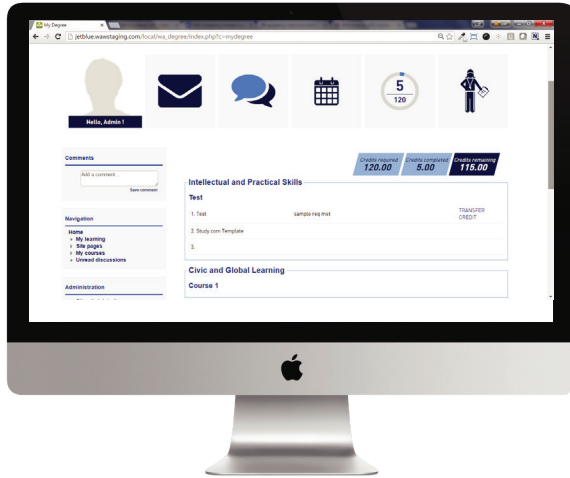 My Degree
jetblue.wawstaging.com/local/wa_degree/index.php?c=mydegree
5
120
Hello, Admin !
Comments
Add a comment...
Save comment
Navigation
Home
My learning
Site pages
My courses
Unread discussions
Administration
Credits required
120.00
Credits completed
5.00
Credits remaining
115.00
Intellectual and Practical Skills
Test
1. Test
sample req mist
TRANSFER
CREDIT
2. Study.com Template
3.
Civic and Global Learning
Course 1